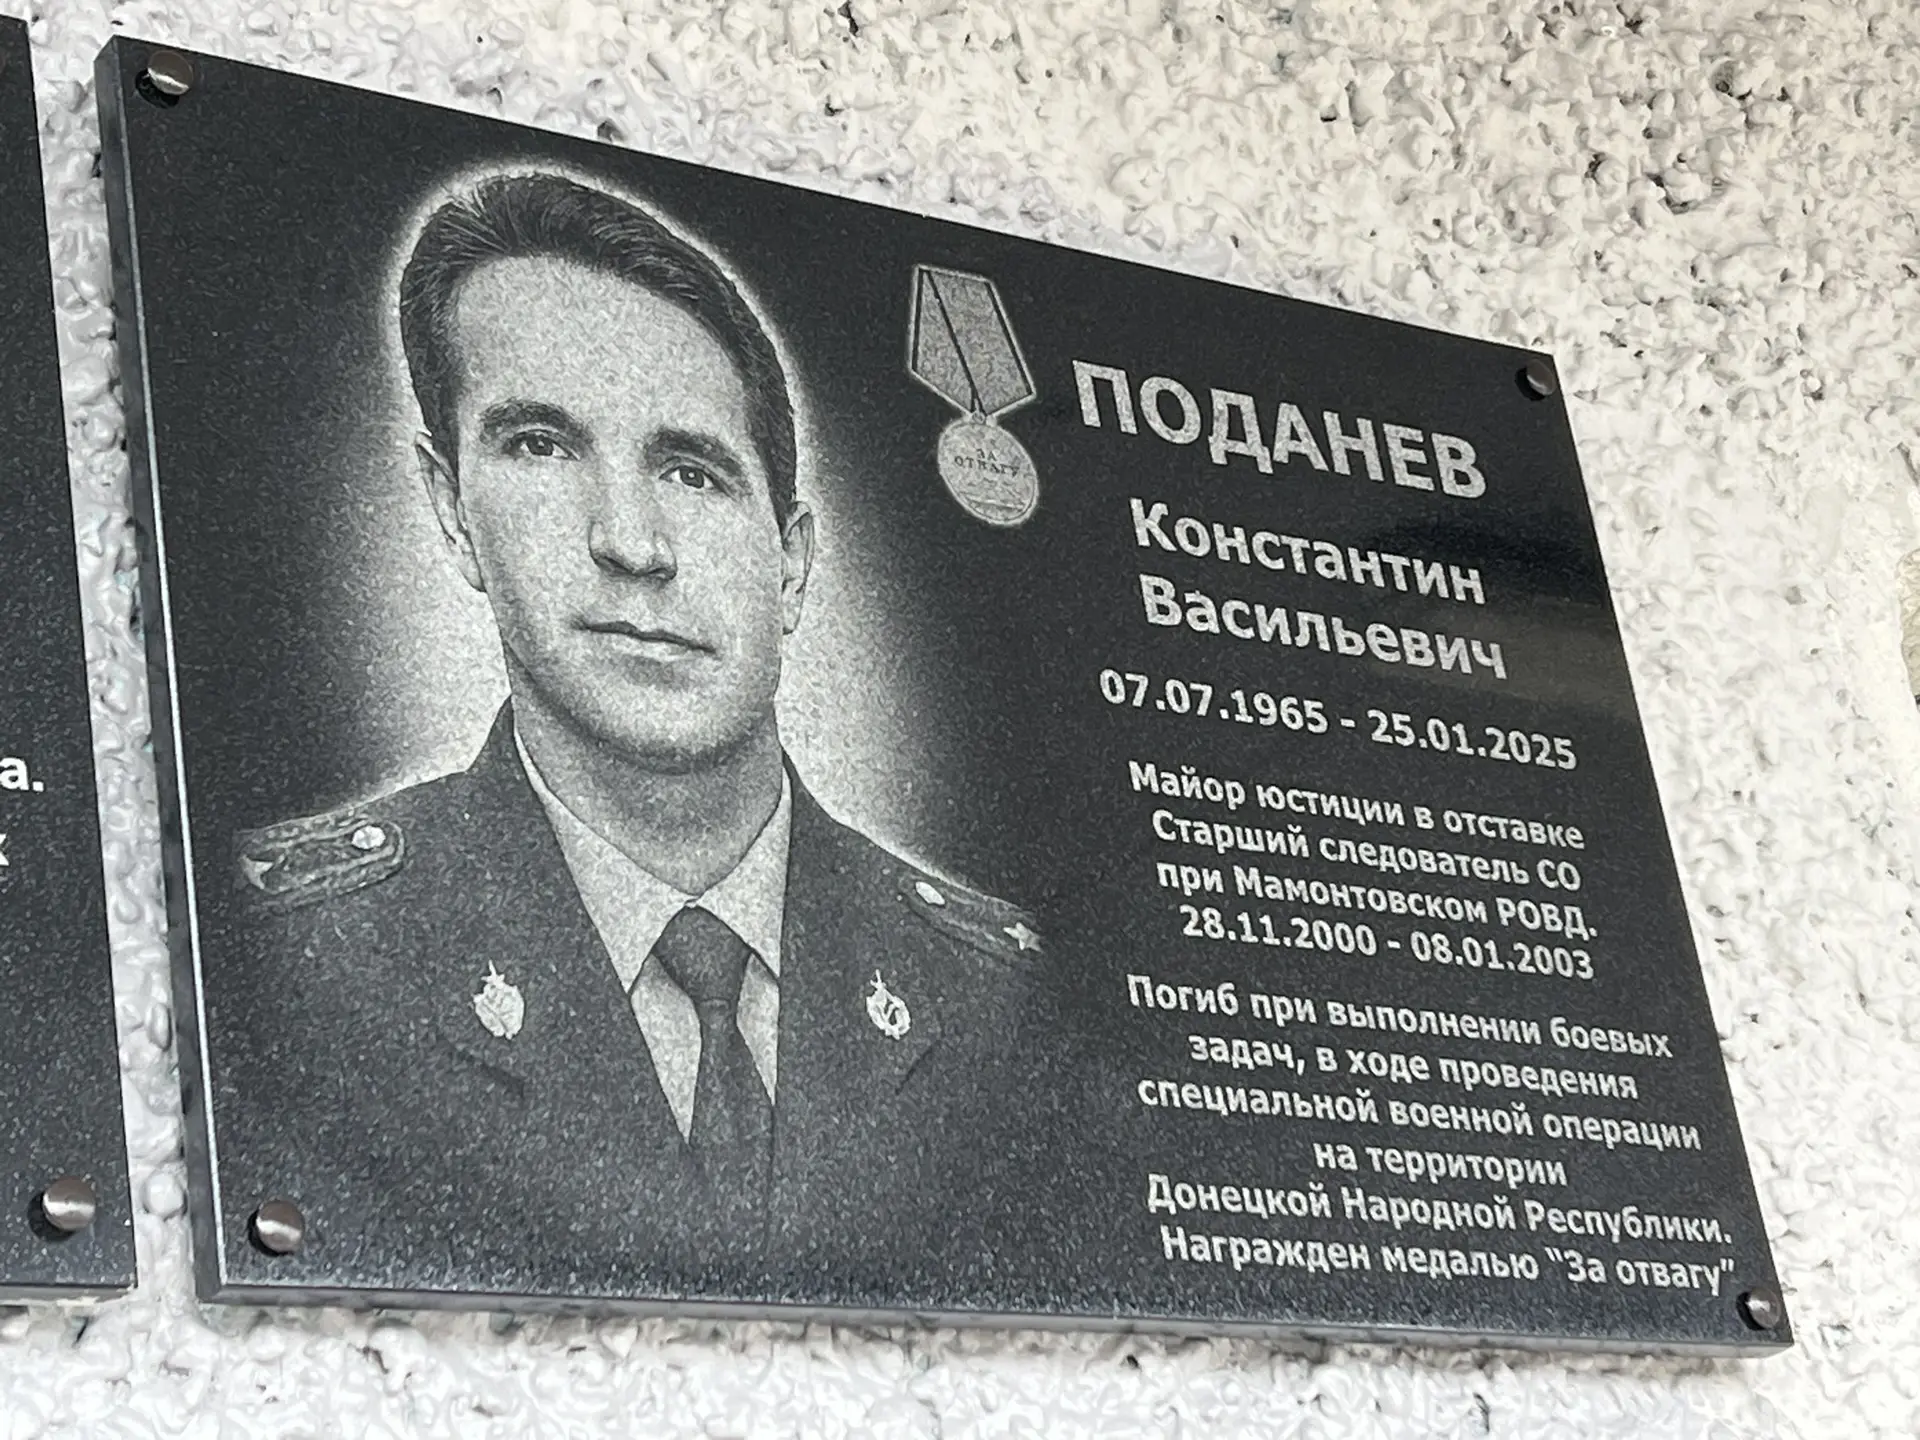 а.
к
ЗА
ОТВАГУ
ПОДАНЕВ
Константин
Васильевич
07.07.1965 - 25.01.2025
Майор юстиции в отставке
Старший следователь СО
при Мамонтовском РОВД.
28.11.2000 - 08.01.2003
Погиб при выполнении боевых
задач, в ходе проведения
специальной военной операции
на территории
Донецкой Народной Республики.
Награжден медалью "За отвагу"